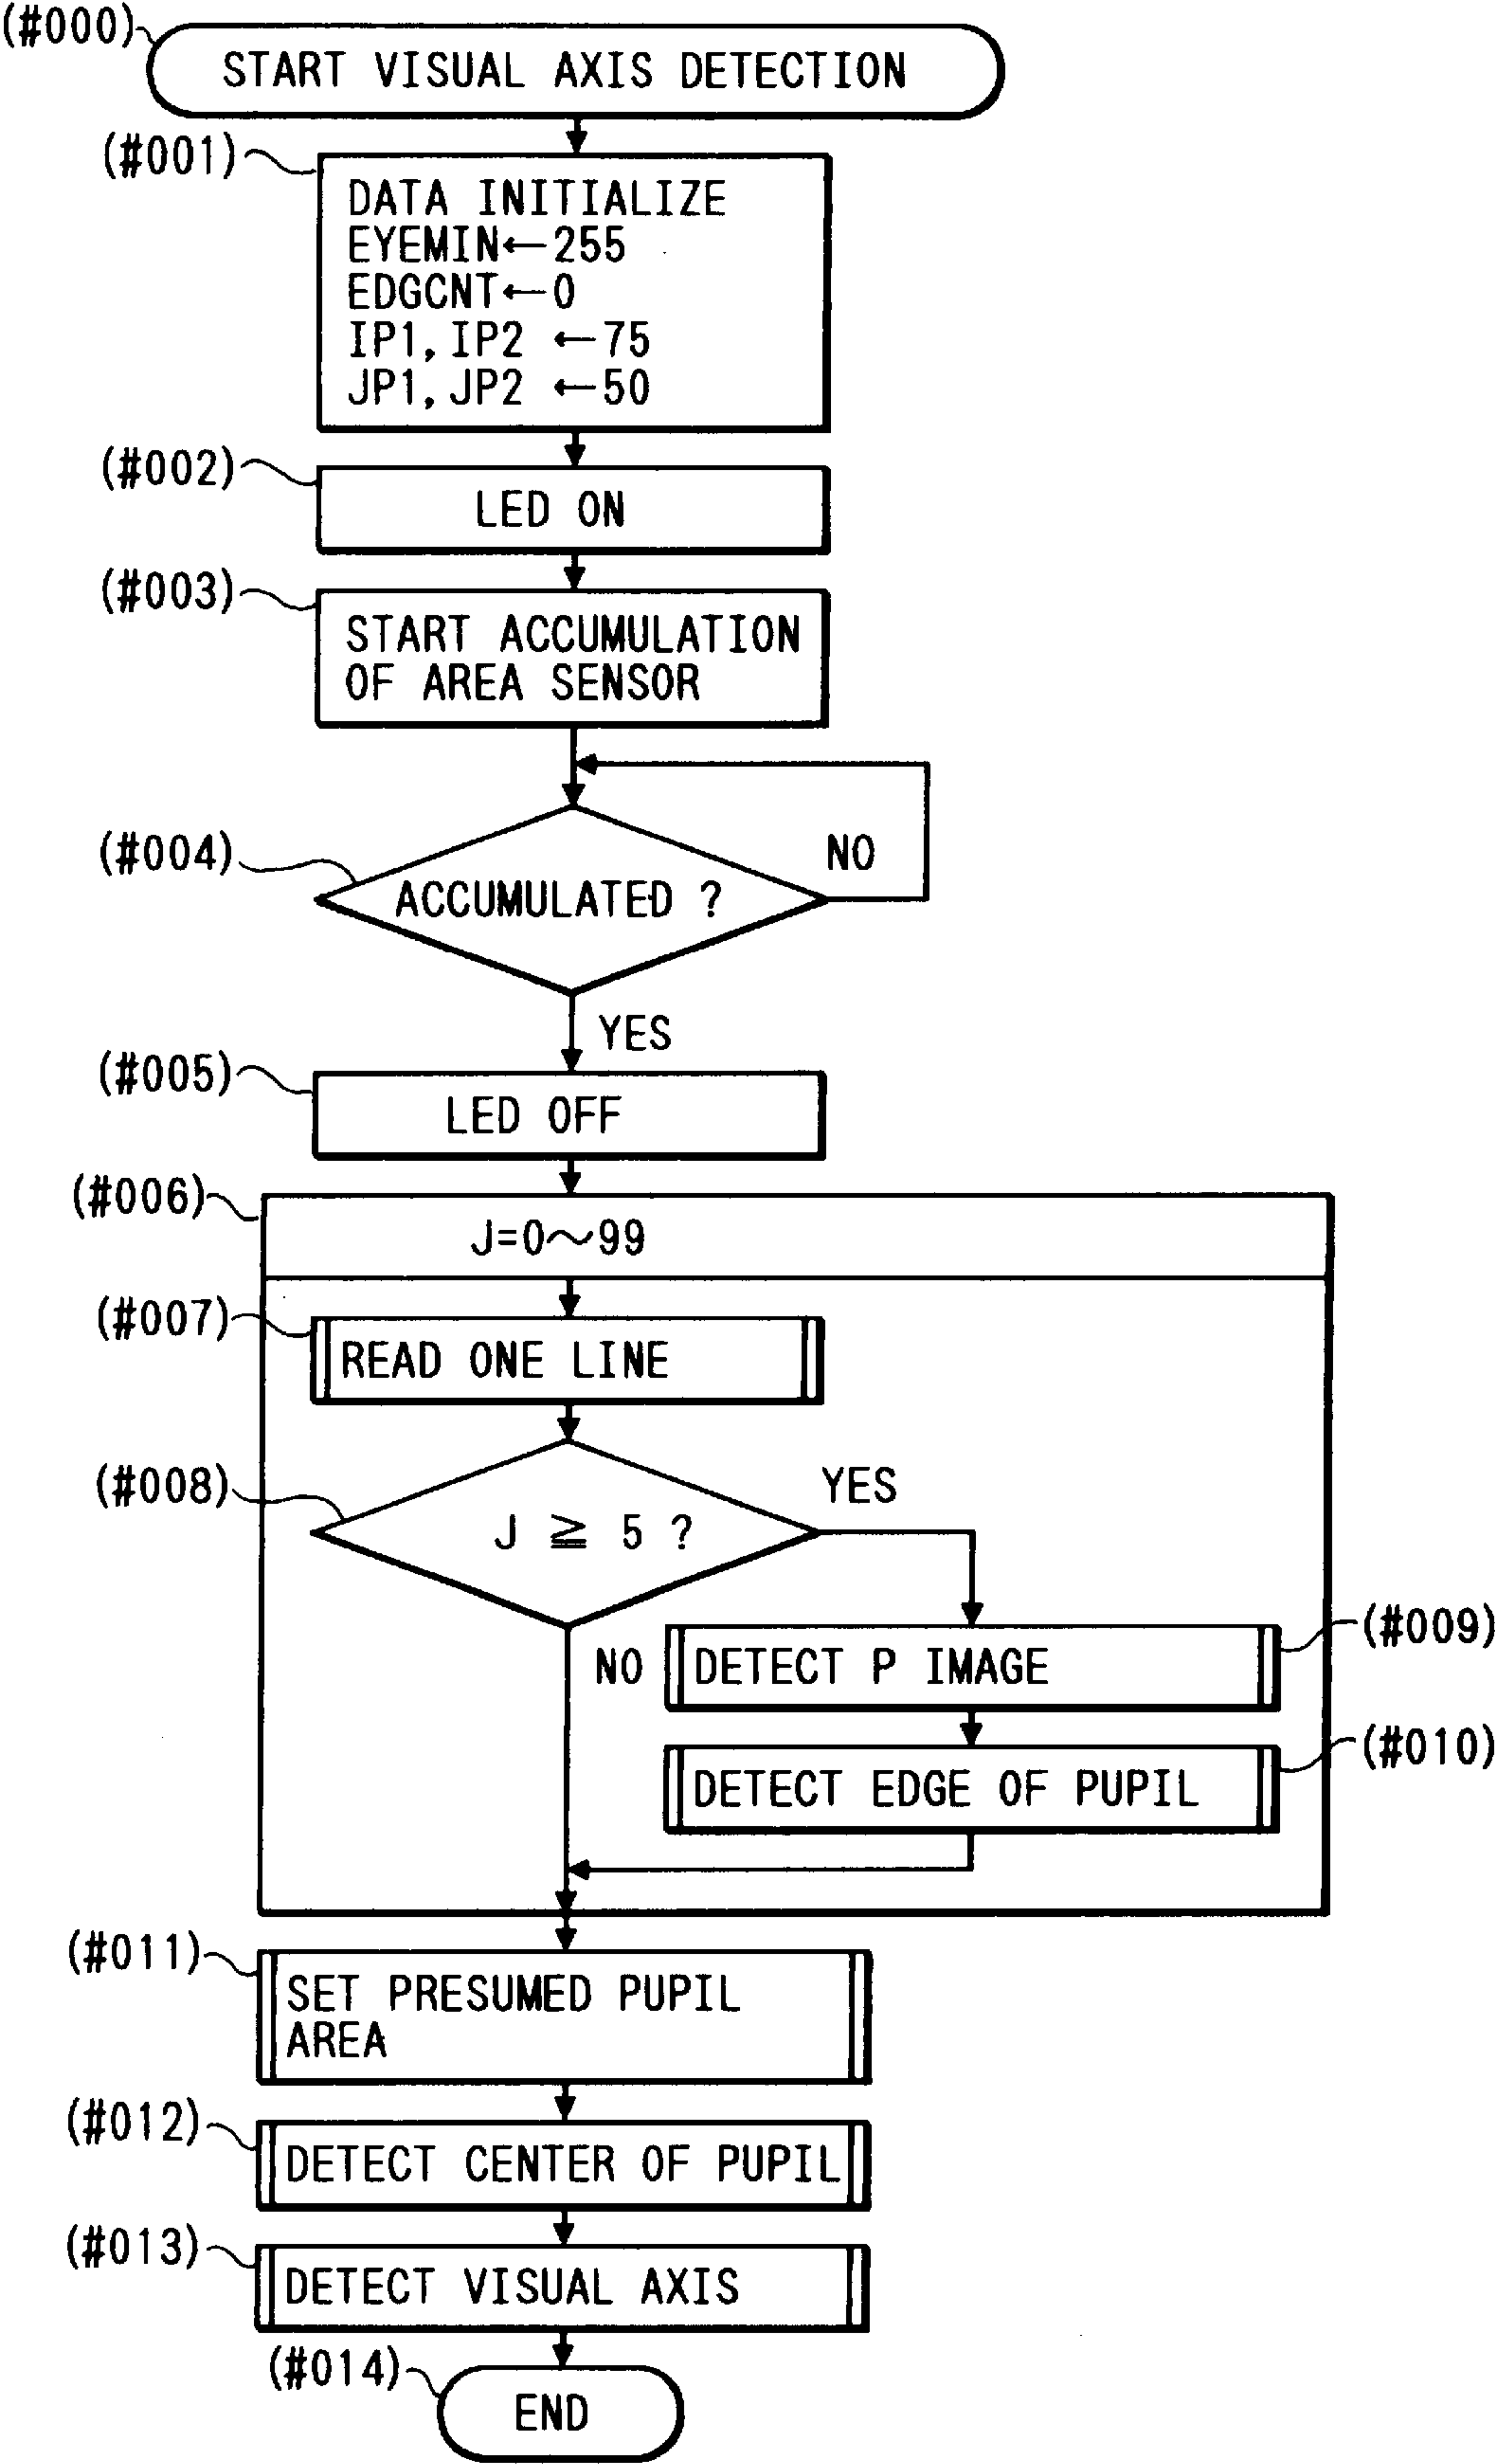 (#000)
START VISUAL AXIS DETECTION
(#001)
DATA INITIALIZE
EYEMIN←255
EDGCNT←0
IP1, IP2 ←75
JP1, JP2 ←50
(#002)
LED ON
(#003)
START ACCUMULATION
OF AREA SENSOR
(#004)
ACCUMULATED ?
NO
YES
(#005)
LED OFF
(#006)
J=0～99
(#007)
READ ONE LINE
(#008)
J ≧ 5 ?
YES
NO
DETECT P IMAGE
(#009)
DETECT EDGE OF PUPIL
(#010)
(#011)
SET PRESUMED PUPIL
AREA
(#012)
DETECT CENTER OF PUPIL
(#013)
DETECT VISUAL AXIS
(#014)
END